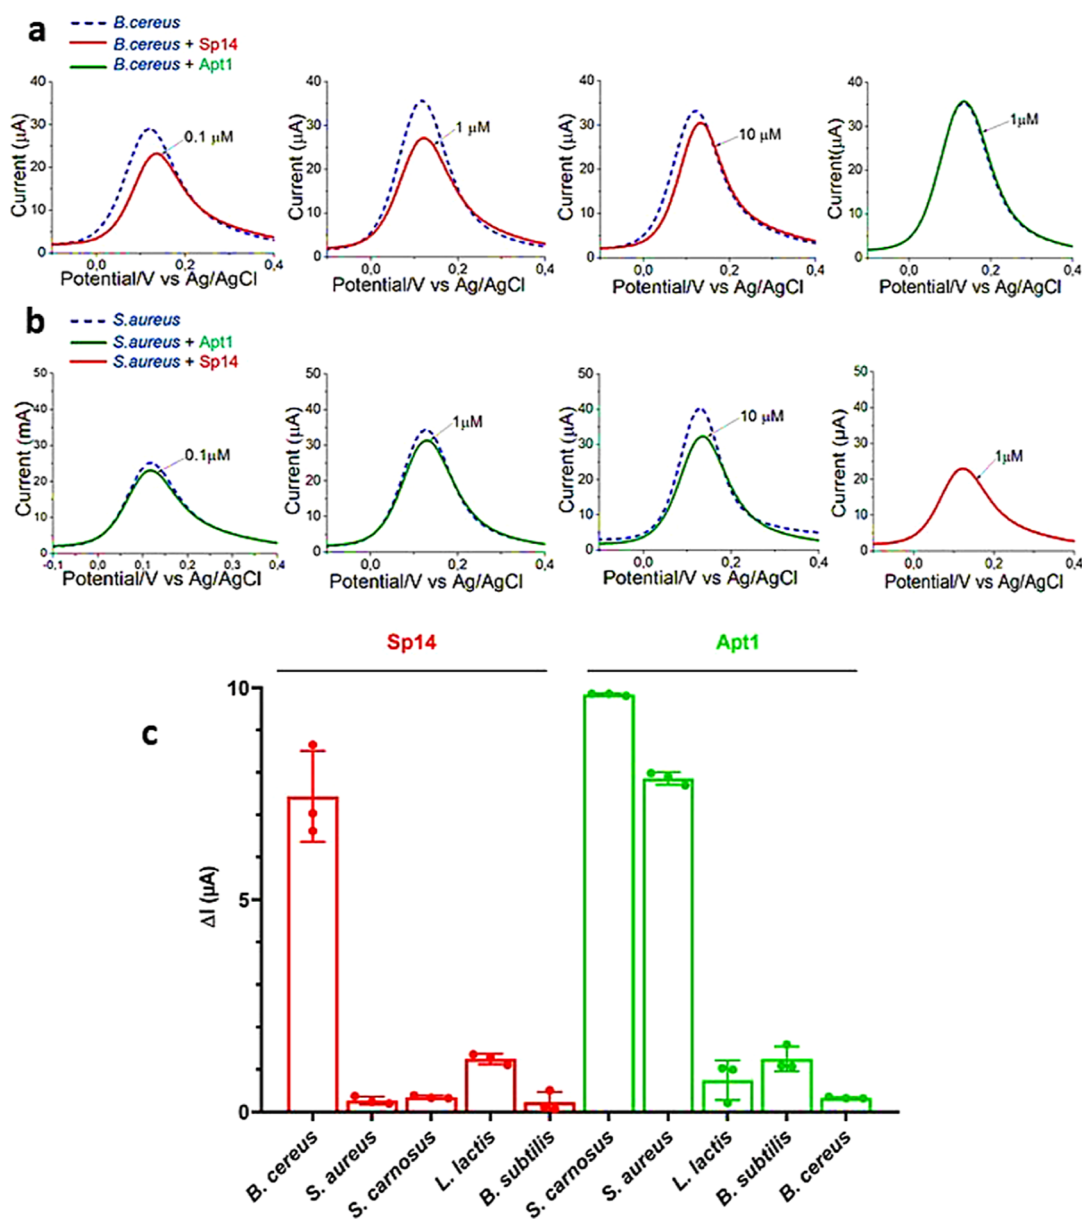 a
B.cereus
B.cereus + Sp14
B.cereus + Apt1
40
30
20
10
0
Current (µA)
0.1 µM
0,0
0,2
0,4
Potential/V vs Ag/AgCl
40
30
20
10
0
Current (µA)
1 µM
0,0
0,2
0,4
Potential/V vs Ag/AgCl
40
30
20
10
0
Current (µA)
10 µM
0,0
0,2
0,4
Potential/V vs Ag/AgCl
40
30
20
10
0
Current(µA)
1µM
0,0
0,2
0,4
Potential/V vs Ag/AgCl
b
S.aureus
S.aureus + Apt1
S.aureus + Sp14
50
40
30
20
10
0
Current (mA)
0.1µM
-0,1
0,0
0,1
0,2
0,3
0,4
Potential/V vs Ag/AgCl
50
40
30
20
10
0
Current (µA)
1µM
0,0
0,2
0,4
Potential/V vs Ag/AgCl
50
40
30
20
10
0
Current (µA)
10 µM
0,0
0,2
0,4
Potential/V vs Ag/AgCl
50
40
30
20
10
0
Current (µA)
1µM
0,0
0,2
0,4
Potential/V vs Ag/AgCl
Sp14
Apt1
c
10
5
0
ΔI (µA)
B. cereus
S. aureus
S. carnosus
L. lactis
B. subtilis
S. carnosus
S. aureus
L. lactis
B. subtilis
B. cereus